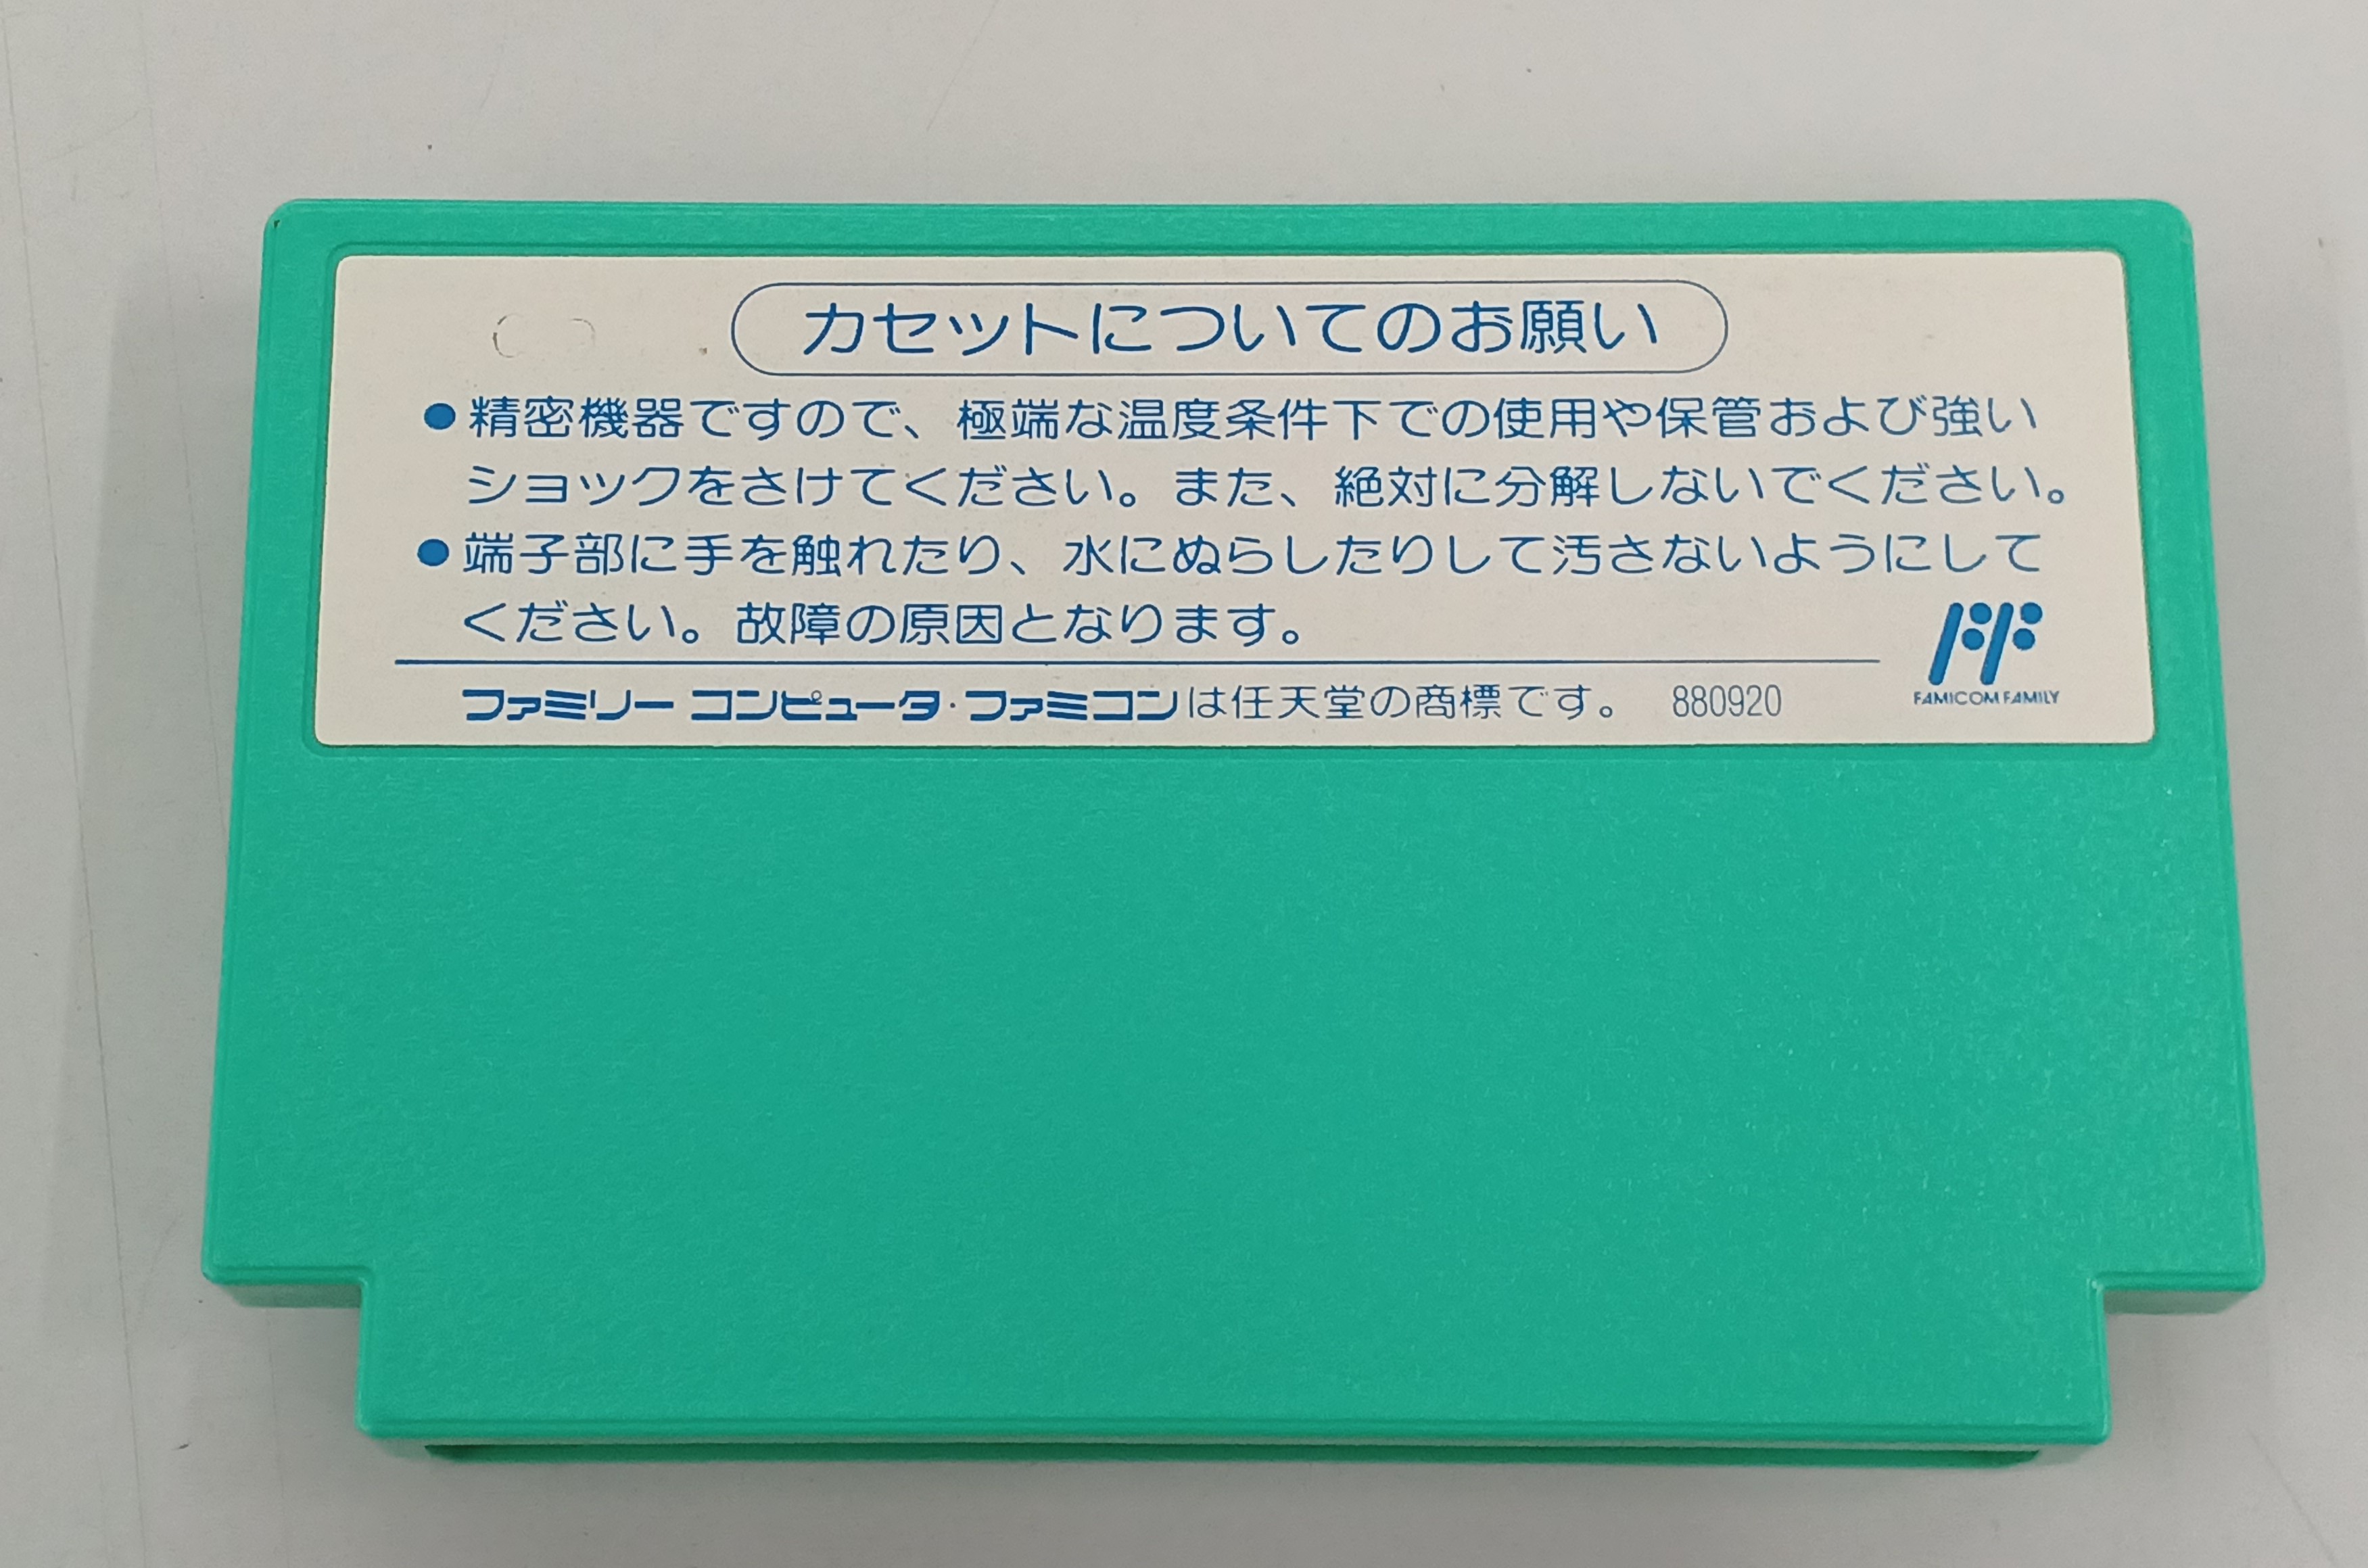 カセットについてのお願い
●精密機器ですので、極端な温度条件下での使用や保管および強い
ショックをさけてください。また、絶対に分解しないでください。
●端子部に手を触れたり、水にぬらしたりして汚さないようにして
ください。故障の原因となります。
ファミリーコンピュータ・ファミコンは任天堂の商標です。 880920
FAMICOM FAMILY